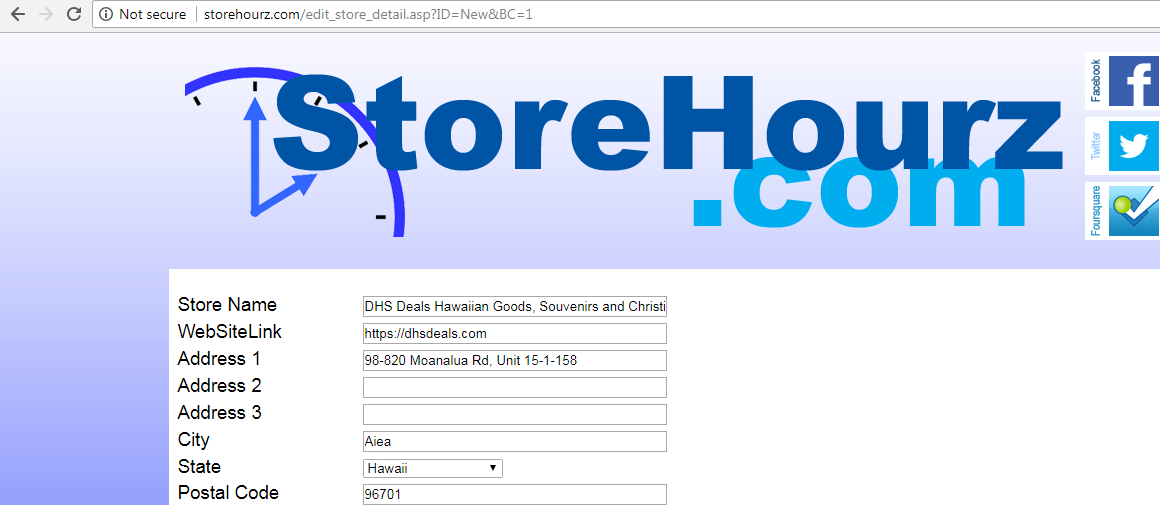 Not secure storehourz.com/edit_store_detail.asp?ID=New&BC=1
StoreHourz
.com
Facebook
Twitter
Foursquare
Store Name DHS Deals Hawaiian Goods, Souvenirs and Christi
WebSiteLink https://dhsdeals.com
Address 1 98-820 Moanalua Rd, Unit 15-1-158
Address 2
Address 3
City Aiea
State Hawaii
Postal Code 96701